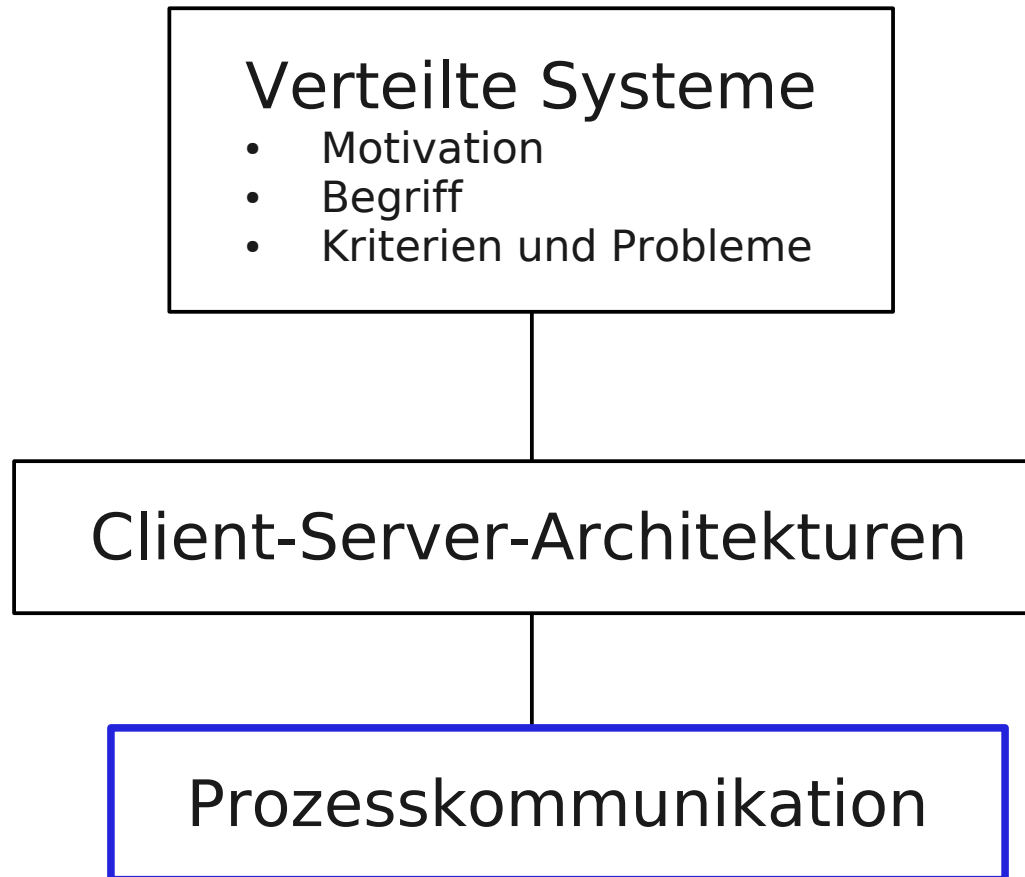 Verteilte Systeme
• Motivation
• Begriff
• Kriterien und Probleme
Client-Server-Architekturen
Prozesskommunikation